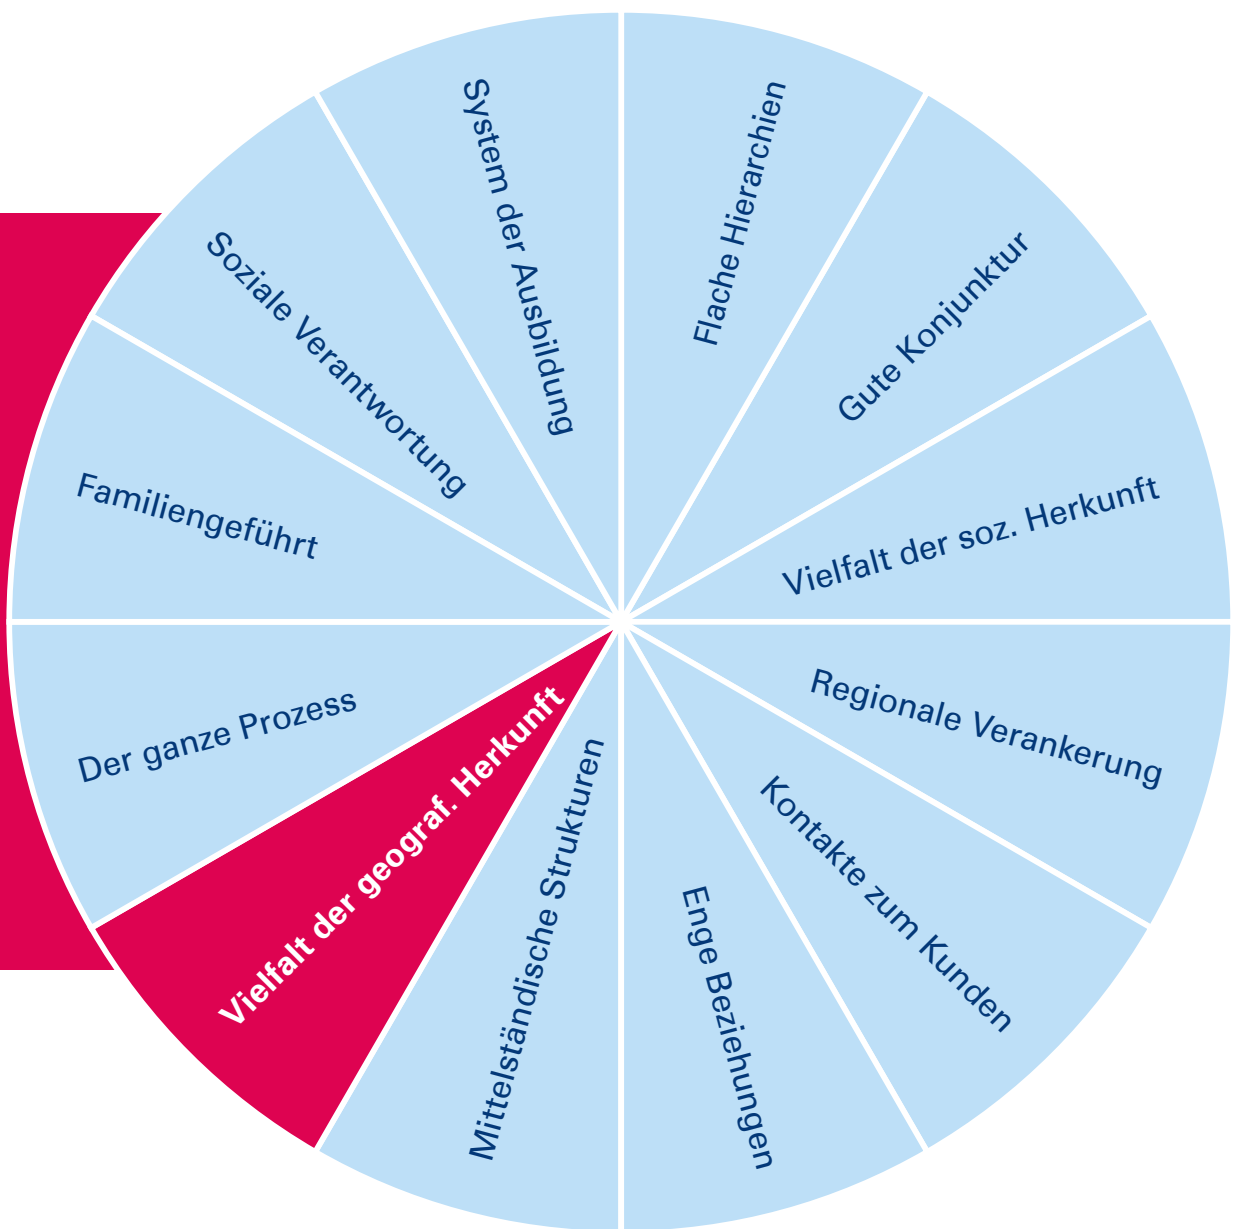 Flache Hierarchien
Gute Konjunktur
Vielfalt der soz. Herkunft
Regionale Verankerung
Kontakte zum Kunden
Enge Beziehungen
Mittelständische Strukturen
Vielfalt der geograf. Herkunft
Der ganze Prozess
Familiengeführt
Soziale Verantwortung
System der Ausbildung